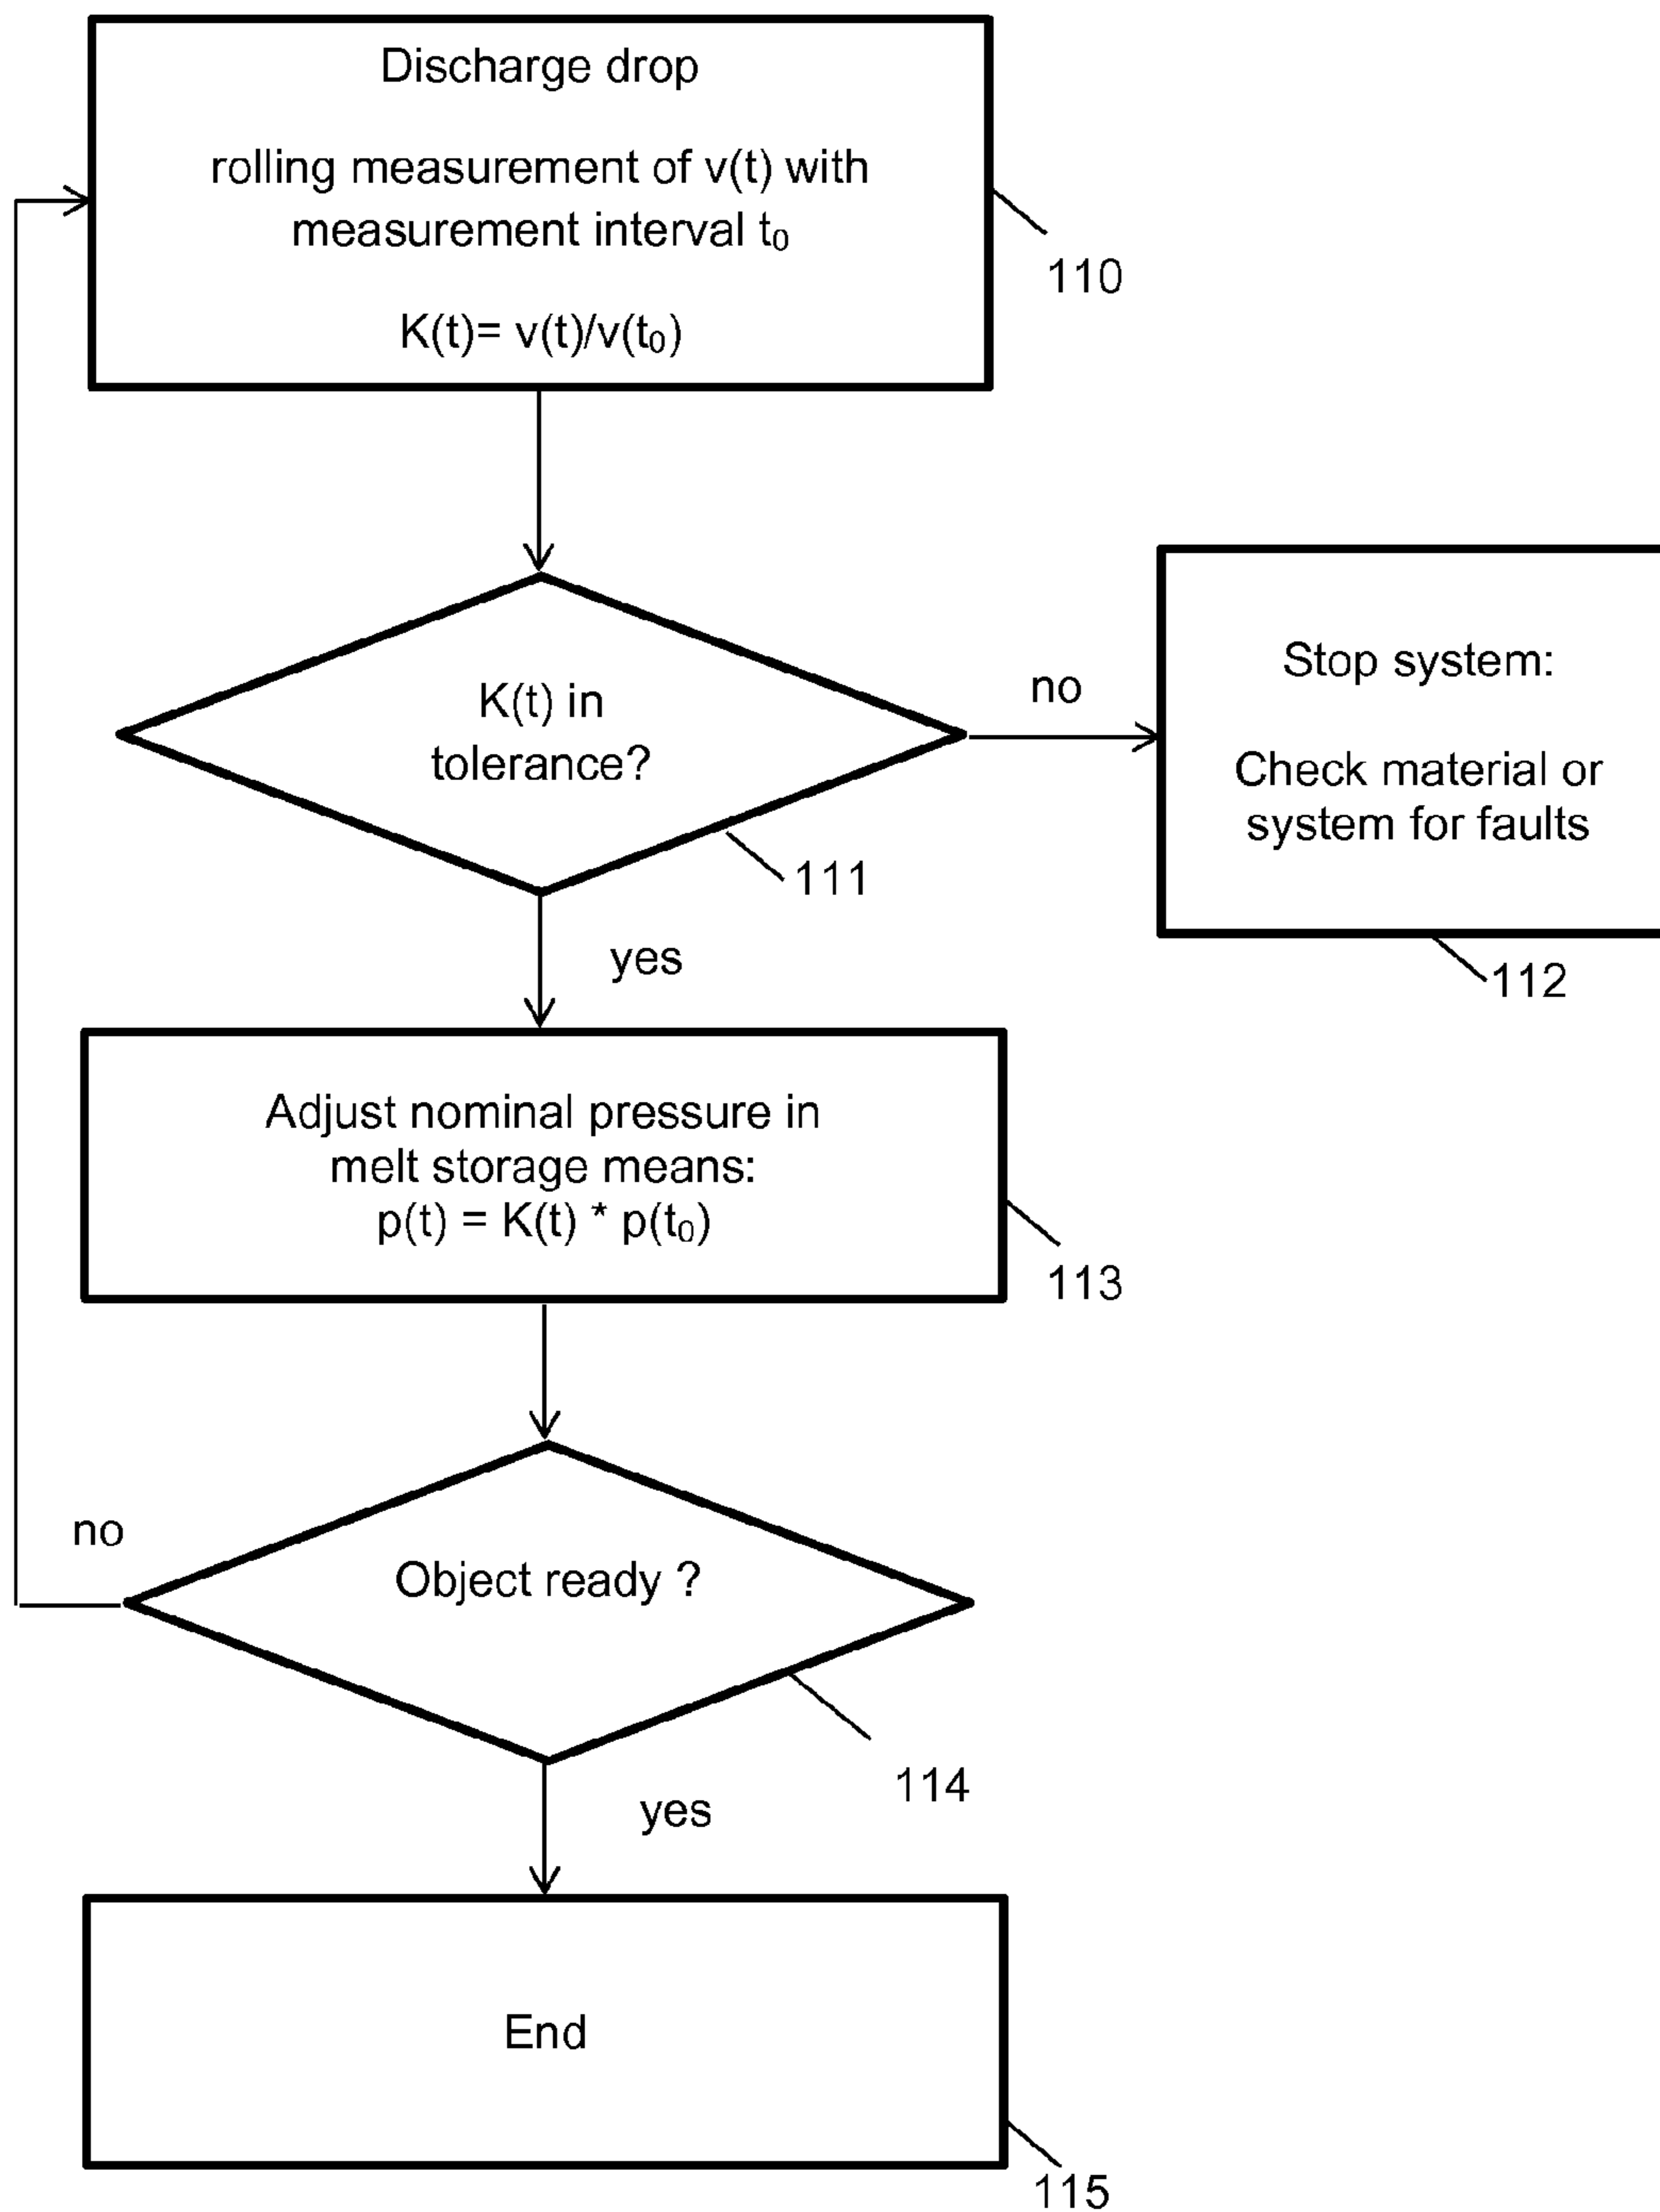 Discharge drop
rolling measurement of v(t) with
measurement interval t₀
K(t)= v(t)/v(t₀)
110
K(t) in
tolerance?
no
111
Stop system:
Check material or
system for faults
112
yes
Adjust nominal pressure in
melt storage means:
p(t) = K(t) * p(t₀)
113
no
Object ready ?
114
yes
End
115